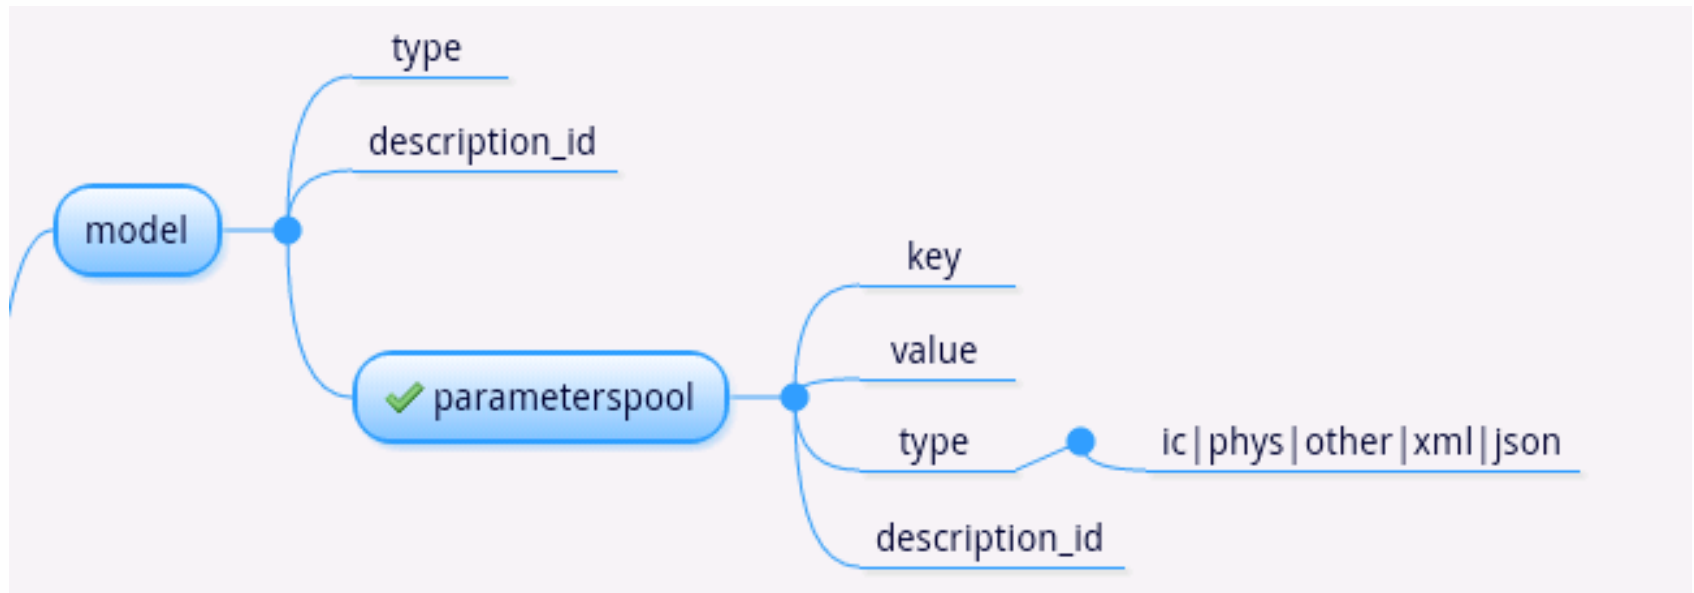 type
description_id
model
key
value
parameterspool
type
ic|phys|other|xml|json
description_id